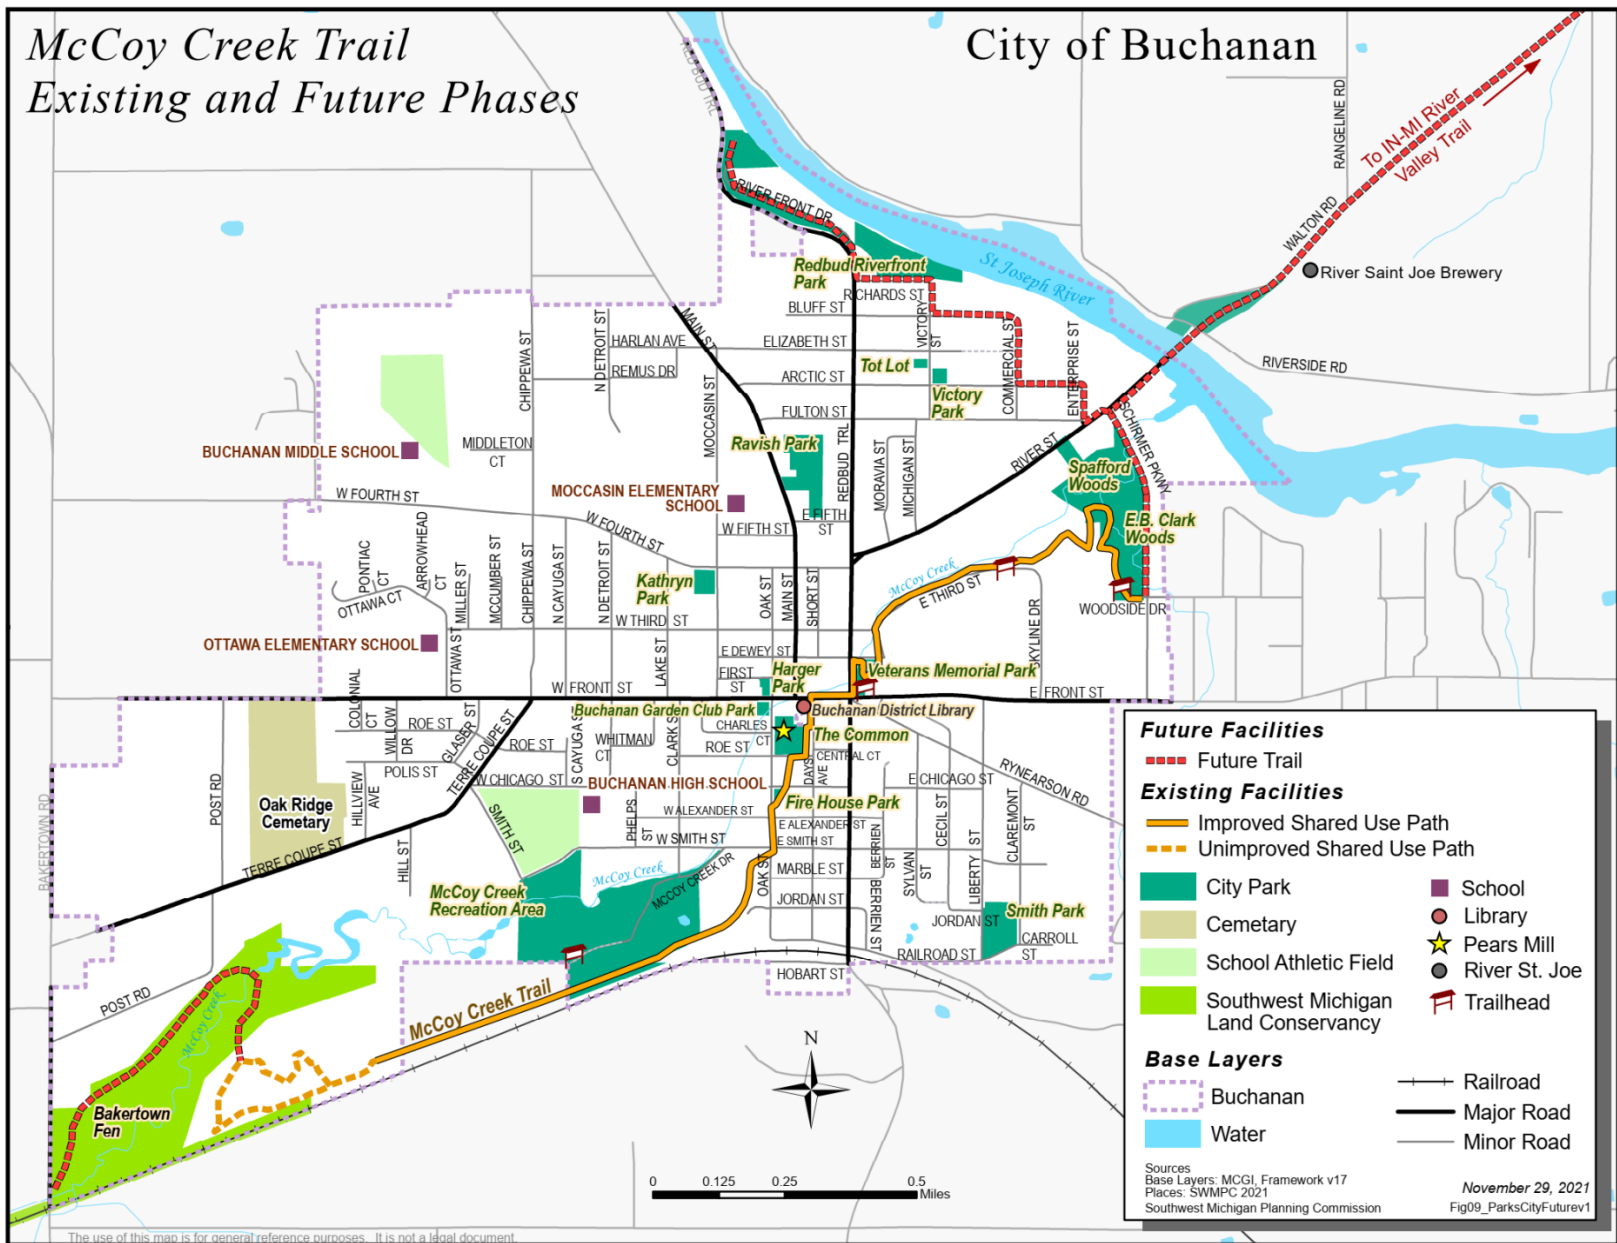 McCoy Creek Trail
Existing and Future Phases
City of Buchanan
RED BUD TRL
RANGELINE RD
To IN-MI River
Valley Trail
WALTON RD
River Saint Joe Brewery
RIVER FRONT DR
St Joseph River
Redbud Riverfront
Park
RICHARDS ST
BLUFF ST
VICTORY
ST
COMMERCIAL ST
ENTERPRISE ST
RIVERSIDE RD
MAIN ST
CHIPPEWA ST
N DETROIT ST
HARLAN AVE
ELIZABETH ST
REMUS DR
Tot Lot
ARCTIC ST
Victory
Park
MOCCASIN ST
FULTON ST
SCHIRMER PKWY
BUCHANAN MIDDLE SCHOOL
MIDDLETON
CT
Ravish Park
REDBUD TRL
MORAVIA ST
MICHIGAN ST
RIVER ST
Spafford
Woods
W FOURTH ST
MOCCASIN ELEMENTARY
SCHOOL
W FOURTH ST
W FIFTH ST
E FIFTH
ST
E.B. Clark
Woods
PONTIAC
CT
ARROWHEAD
CT
OTTAWA CT
MILLER ST
MCCUMBER ST
CHIPPEWA ST
N CAYUGA ST
N DETROIT ST
Kathryn
Park
OAK ST
MAIN ST
SHORT ST
McCoy Creek
E THIRD ST
WOODSIDE DR
W THIRD ST
SKYLINE DR
OTTAWA ELEMENTARY SCHOOL
OTTAWA ST
LAKE ST
E DEWEY ST
FIRST
ST
Harger
Park
Veterans Memorial Park
W FRONT ST
E FRONT ST
COLONIAL
CT
WILLOW
DR
ROE ST
GLASER ST
TERRE COUPE ST
ROE ST
S CAYUGA ST
WHITMAN
CT
CLARK ST
Buchanan Garden Club Park
Buchanan District Library
CHARLES
CT
ROE ST
The Common
CENTRAL CT
DAYS
AVE
RYNEARSON RD
POLIS ST
W CHICAGO ST
BUCHANAN HIGH SCHOOL
E CHICAGO ST
POST RD
HILLVIEW
AVE
Oak Ridge
Cemetery
BAKERTOWN RD
TERRE COUPE ST
HILL ST
SMITH ST
PHELPS
ST
W ALEXANDER ST
W SMITH ST
Fire House Park
E ALEXANDER ST
E SMITH ST
BERRIEN
ST
CECIL ST
CLAREMONT
ST
SYLVAN
ST
LIBERTY ST
McCoy Creek
MCCOY CREEK DR
McCoy Creek
Recreation Area
OAK ST
MARBLE ST
JORDAN ST
BERRIEN ST
JORDAN ST
Smith Park
CARROLL
ST
RAILROAD ST
HOBART ST
POST RD
McCoy Creek
McCoy Creek Trail
Bakertown
Fen
N
0 0.125 0.25 0.5
Miles
Future Facilities
Future Trail
Existing Facilities
Improved Shared Use Path
Unimproved Shared Use Path
City Park
Cemetary
School Athletic Field
Southwest Michigan
Land Conservancy
School
Library
Pears Mill
River St. Joe
Trailhead
Base Layers
Buchanan
Water
Railroad
Major Road
Minor Road
Sources
Base Layers: MCGI, Framework v17
Places: SWMPC 2021
Southwest Michigan Planning Commission
November 29, 2021
Fig09_ParksCityFuturev1
The use of this map is for general reference purposes. It is not a legal document.